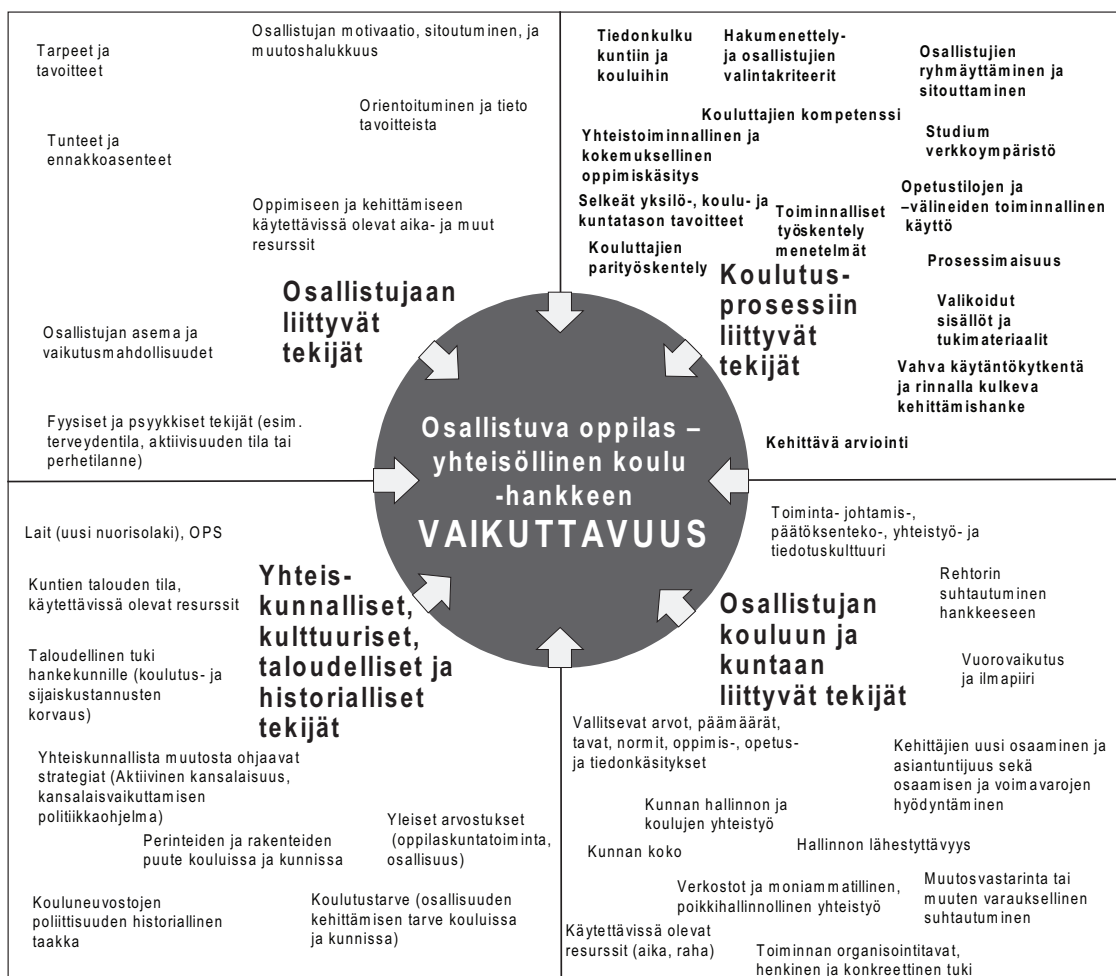 Tarpeet ja
tavoitteet
Osallistujan motivaatio, sitoutuminen, ja
muutoshalukkuus
Orientoituminen ja tieto
tavoitteista
Tunteet ja
ennakkoasenteet
Oppimiseen ja kehittämiseen
käytettävissä olevat aika- ja muut
resurssit
Osallistujaan
liittyvät
tekijät
Osallistujan asema ja
vaikutusmahdollisuudet
Fyysiset ja psyykkiset tekijät (esim.
terveydentila, aktiivisuuden tila tai
perhetilanne)
Tiedonkulku
kuntiin ja
kouluihin
Hakumenettely-
ja osallistujien
valintakriteerit
Osallistujien
ryhmäyttäminen ja
sitouttaminen
Kouluttajien kompetenssi
Yhteistoiminnallinen ja
kokemuksellinen
oppimiskäsitys
Studium
verkkoympäristö
Selkeät yksilö-, koulu- ja
kuntatason tavoitteet
Toiminnalliset
työskentely
menetelmät
Opetustilojen ja
–välineiden toiminnallinen
käyttö
Kouluttajien
parityöskentely
Prosessimaisuus
Koulutus-
prosessiin
liittyvät
tekijät
Valikoidut
sisällöt ja
tukimateriaalit
Vahva käytäntökytkentä
ja rinnalla kulkeva
kehittämishanke
Kehittävä arviointi
Osallistuva oppilas –
yhteisöllinen koulu
-hankkeen
VAIKUTTAVUUS
Lait (uusi nuorisolaki), OPS
Kuntien talouden tila,
käytettävissä olevat resurssit
Yhteis-
kunnalliset,
kulttuuriset,
taloudelliset ja
historialliset
tekijät
Taloudellinen tuki
hankekunnille (koulutus- ja
sijaiskustannusten
korvaus)
Yhteiskunnallista muutosta ohjaavat
strategiat (Aktiivinen kansalaisuus,
kansalaisvaikuttamisen
politiikkaohjelma)
Yleiset arvostukset
(oppilaskuntatoiminta,
osallisuus)
Perinteiden ja rakenteiden
puute kouluissa ja kunnissa
Kouluneuvostojen
poliittisuuden historiallinen
taakka
Koulutustarve (osallisuuden
kehittämisen tarve kouluissa
ja kunnissa)
Toiminta- johtamis-,
päätöksenteko-, yhteistyö- ja
tiedotuskulttuuri
Rehtorin
suhtautuminen
hankkeeseen
Osallistujan
kouluun ja
kuntaan
liittyvät tekijät
Vuorovaikutus
ja ilmapiiri
Vallitsevat arvot, päämäärät,
tavat, normit, oppimis-, opetus-
ja tiedonkäsitykset
Kehittäjien uusi osaaminen ja
asiantuntijuus sekä
osaamisen ja voimavarojen
hyödyntäminen
Kunnan hallinnon ja
koulujen yhteistyö
Kunnan koko
Hallinnon lähestyttävyys
Verkostot ja moniammatillinen,
poikkihallinnollinen yhteistyö
Muutosvastarinta tai
muuten varauksellinen
suhtautuminen
Käytettävissä olevat
resurssit (aika, raha)
Toiminnan organisointitavat,
henkinen ja konkreettinen tuki